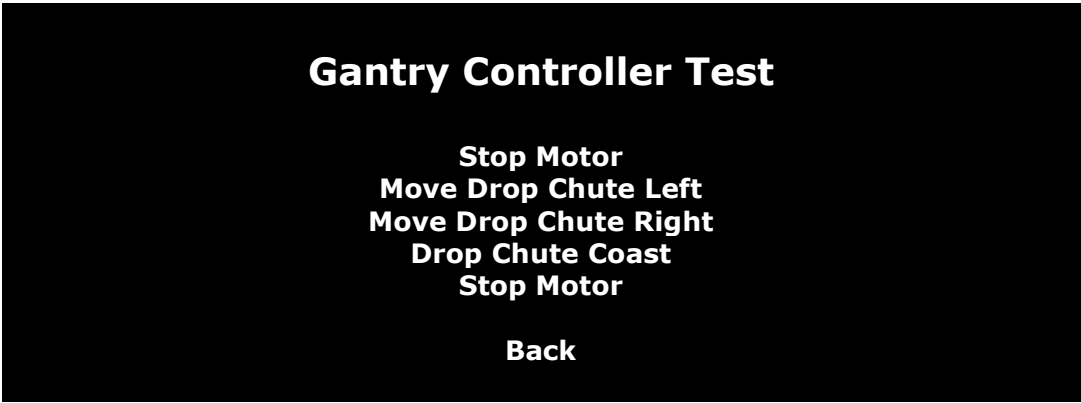 Gantry Controller Test
Stop Motor
Move Drop Chute Left
Move Drop Chute Right
Drop Chute Coast
Stop Motor
Back